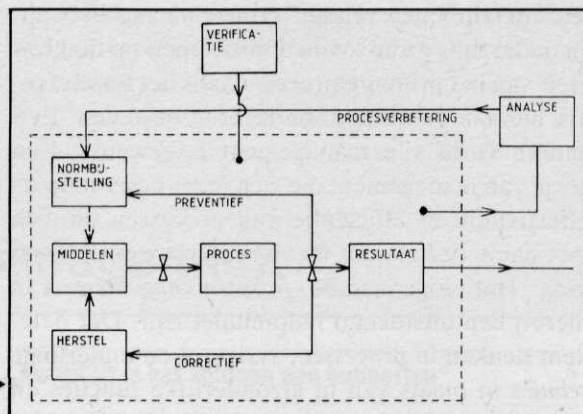 VERIFICA-
TIE
ANALYSE
PROCESVERBETERING
NORMBIJ-
STELLING
PREVENTIEF
MIDDELEN
PROCES
RESULTAAT
HERSTEL
CORRECTIEF